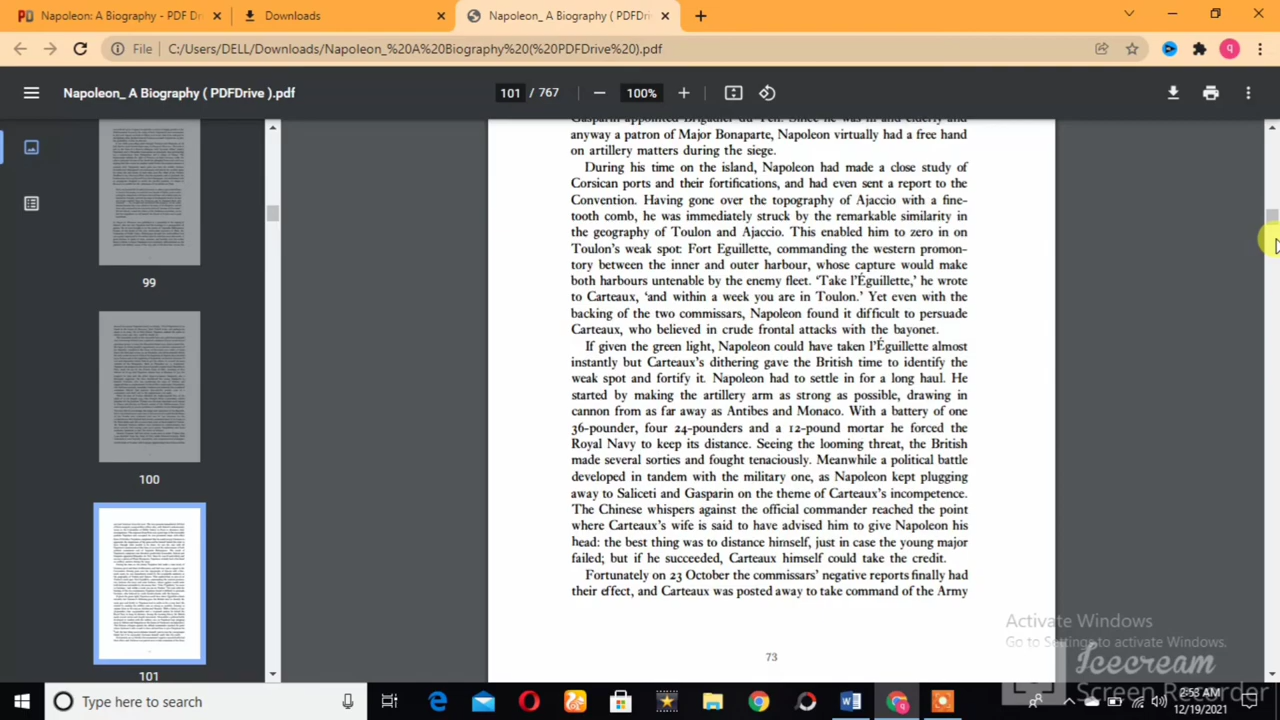 Napoleon: A Biography - PDF Dr
Downloads
Napoleon_ A Biography ( PDFDri
File
C:/Users/DELL/Downloads/Napoleon_%20A%20Biography%20(%20PDFDrive%20).pdf
Napoleon_ A Biography ( PDFDrive ).pdf
101 / 767
100%
99
100
101
anyway a patron of Major Bonaparte, Napoleon virtually had a free hand
on artillery matters during the siege.
During his time on the island, Napoleon had made a close study of
Corsican ports and their fortifications, and had even sent a report to the
Convention. Having gone over the topography of Ajaccio with a fine-
tooth comb, he was immediately struck by the remarkable similarity in
the geography of Toulon and Ajaccio. This enabled him to zero in on
Toulon's weak spot: Fort Eguillette, commanding the western promon-
tory between the inner and outer harbour, whose capture would make
both harbours untenable by the enemy fleet. 'Take l'Éguillette,' he wrote
to Carteaux, 'and within a week you are in Toulon.' Yet even with the
backing of the two commissars, Napoleon found it difficult to persuade
Carteaux, who believed in crude frontal attacks with the bayonet.
If given the green light, Napoleon could have taken l'Éguillette almost
instantly but Carteaux's dithering gave the British time to identify the
weak spot and fortify it. Napoleon had to settle in for a long haul. He
started by making the artillery arm as strong as possible, drawing in
cannon from as far away as Antibes and Monaco. With a battery of one
36-pounder, four 24-pounders and a 12-pound mortar he forced the
Royal Navy to keep its distance. Seeing the looming threat, the British
made several sorties and fought tenaciously. Meanwhile a political battle
developed in tandem with the military one, as Napoleon kept plugging
away to Saliceti and Gasparin on the theme of Carteaux's incompetence.
The Chinese whispers against the official commander reached the point
where Carteaux's wife is said to have advised him to give Napoleon his
head: the best thing was to distance himself, just in case the young major
failed; but if he succeeded, Carteaux himself could take the credit.
Fortunately on 23 October the commissars' negative reports finally had
their effect, and Carteaux was posted away to take command of the Army
73
Activate Windows
Go to Settings to activate Windows.
Icecream
Screen Recorder
Type here to search
2:53 AM
12/19/2021